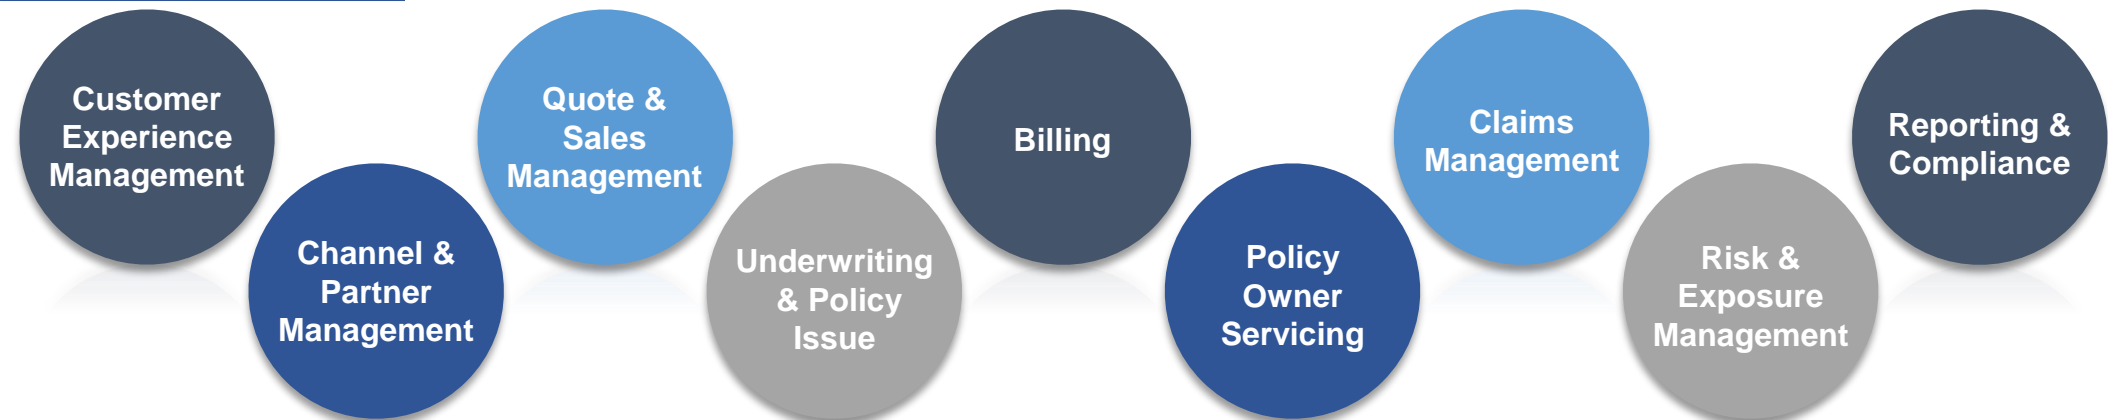 Customer
Experience
Management
Channel &
Partner
Management
Quote &
Sales
Management
Underwriting
& Policy
Issue
Billing
Policy
Owner
Servicing
Claims
Management
Risk &
Exposure
Management
Reporting &
Compliance